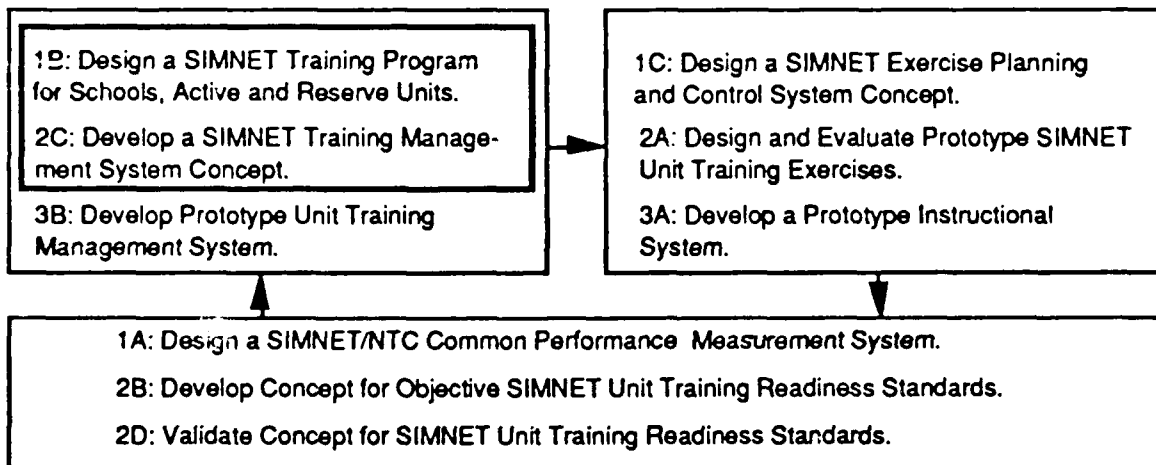 1B: Design a SIMNET Training Program
for Schools, Active and Reserve Units.
2C: Develop a SIMNET Training Manage-
ment System Concept.
3B: Develop Prototype Unit Training
Management System.
1C: Design a SIMNET Exercise Planning
and Control System Concept.
2A: Design and Evaluate Prototype SIMNET
Unit Training Exercises.
3A: Develop a Prototype Instructional
System.
1A: Design a SIMNET/NTC Common Performance Measurement System.
2B: Develop Concept for Objective SIMNET Unit Training Readiness Standards.
2D: Validate Concept for SIMNET Unit Training Readiness Standards.